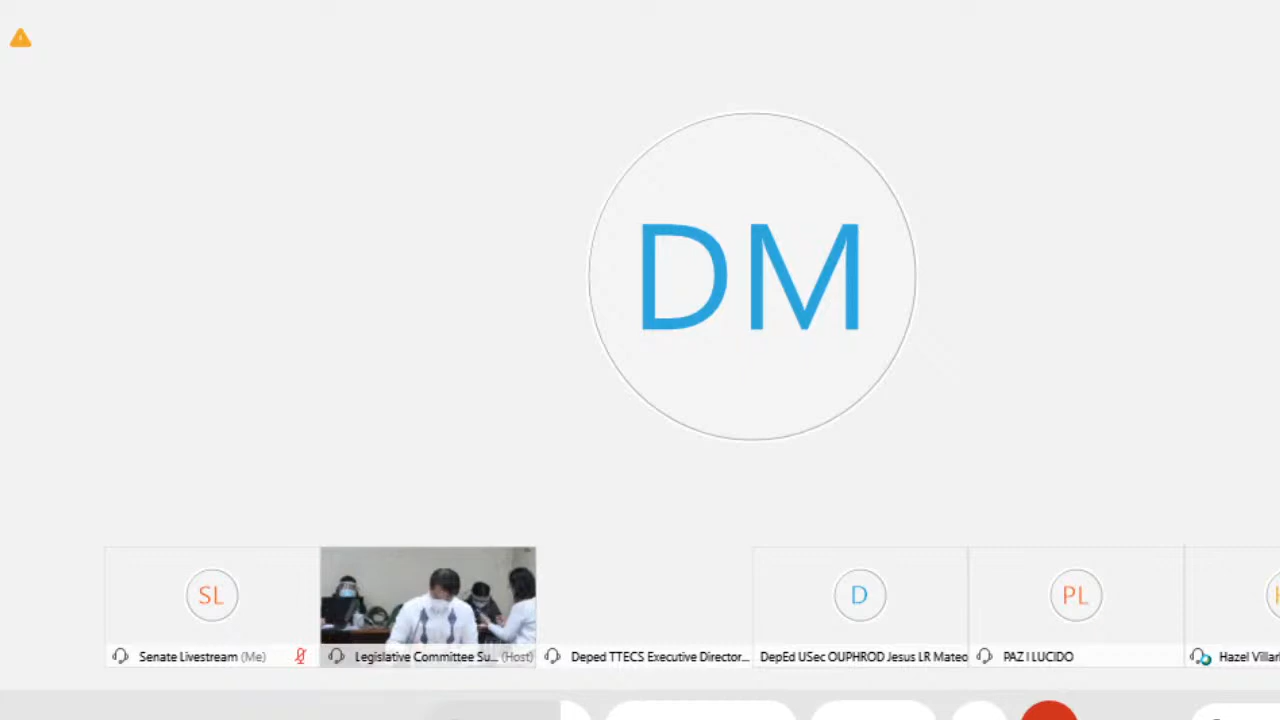 DM
SL
D
PL
Senate Livestream (Me)
Legislative Committee Su... (Host)
Deped TTECS Executive Director...
DepEd USec OUPHROD Jesus LR Mateo
PAZ I LUCIDO
Hazel